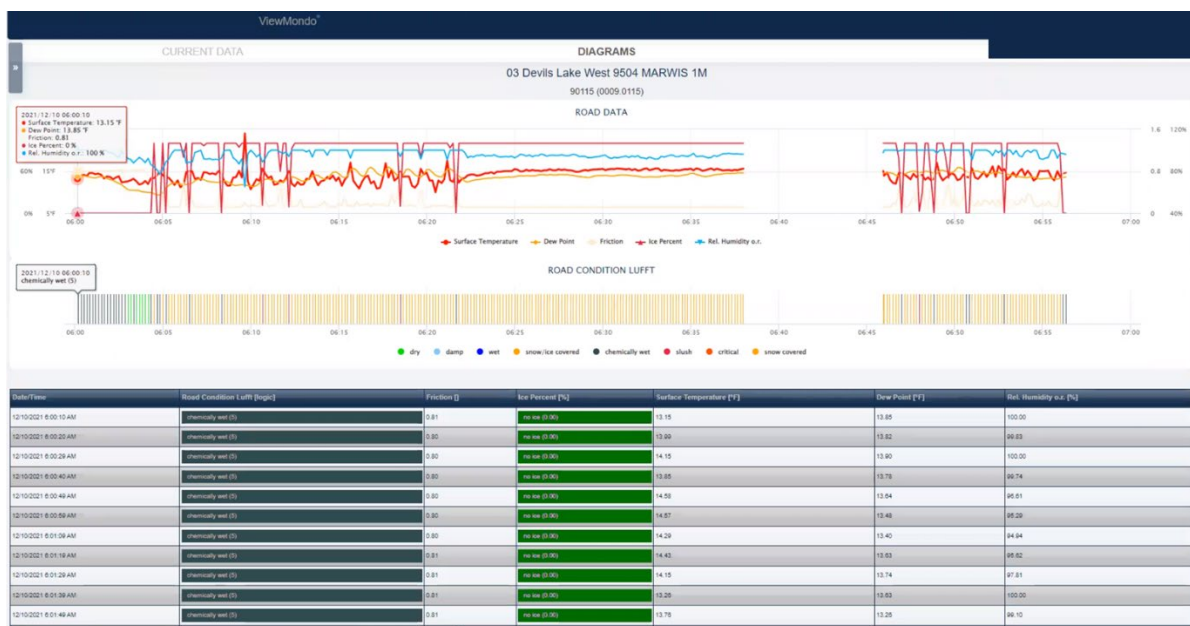 ViewMondo®
CURRENT DATA DIAGRAMS
»
03 Devils Lake West 9504 MARWIS 1M
90115 (0009.0115)
ROAD DATA
2021/12/10 06:00:10
Surface Temperature: 13.15 °F
Dew Point: 13.85 °F
Friction: 0.81
Ice Percent: 0 %
Rel. Humidity o.r.: 100 %
1.6 120%
60% 15°F 0.8 80%
0% 5°F 0 40%
06:00 06:05 06:10 06:15 06:20 06:25 06:30 06:35 06:40 06:45 06:50 06:55 07:00
Surface Temperature Dew Point Friction Ice Percent Rel. Humidity o.r.
ROAD CONDITION LUFFT
2021/12/10 06:00:10
chemically wet (5)
06:00 06:05 06:10 06:15 06:20 06:25 06:30 06:35 06:40 06:45 06:50 06:55 07:00
dry damp wet snow/ice covered chemically wet slush critical snow covered
Date/Time Road Condition Lufft [logic] Friction [] Ice Percent [%] Surface Temperature [°F] Dew Point [°F] Rel. Humidity o.r. [%]
12/10/2021 6:00:10 AM chemically wet (5) 0.81 no ice (0.00) 13.15 13.85 100.00
12/10/2021 6:00:20 AM chemically wet (5) 0.80 no ice (0.00) 13.99 13.82 99.83
12/10/2021 6:00:29 AM chemically wet (5) 0.80 no ice (0.00) 14.15 13.90 100.00
12/10/2021 6:00:40 AM chemically wet (5) 0.80 no ice (0.00) 13.85 13.78 99.74
12/10/2021 6:00:49 AM chemically wet (5) 0.80 no ice (0.00) 14.58 13.64 96.61
12/10/2021 6:00:59 AM chemically wet (5) 0.80 no ice (0.00) 14.57 13.48 95.29
12/10/2021 6:01:09 AM chemically wet (5) 0.80 no ice (0.00) 14.29 13.40 94.94
12/10/2021 6:01:19 AM chemically wet (5) 0.81 no ice (0.00) 14.43 13.63 95.62
12/10/2021 6:01:29 AM chemically wet (5) 0.81 no ice (0.00) 14.15 13.74 97.81
12/10/2021 6:01:39 AM chemically wet (5) 0.81 no ice (0.00) 13.26 13.63 100.00
12/10/2021 6:01:49 AM chemically wet (5) 0.81 no ice (0.00) 13.76 13.26 99.10